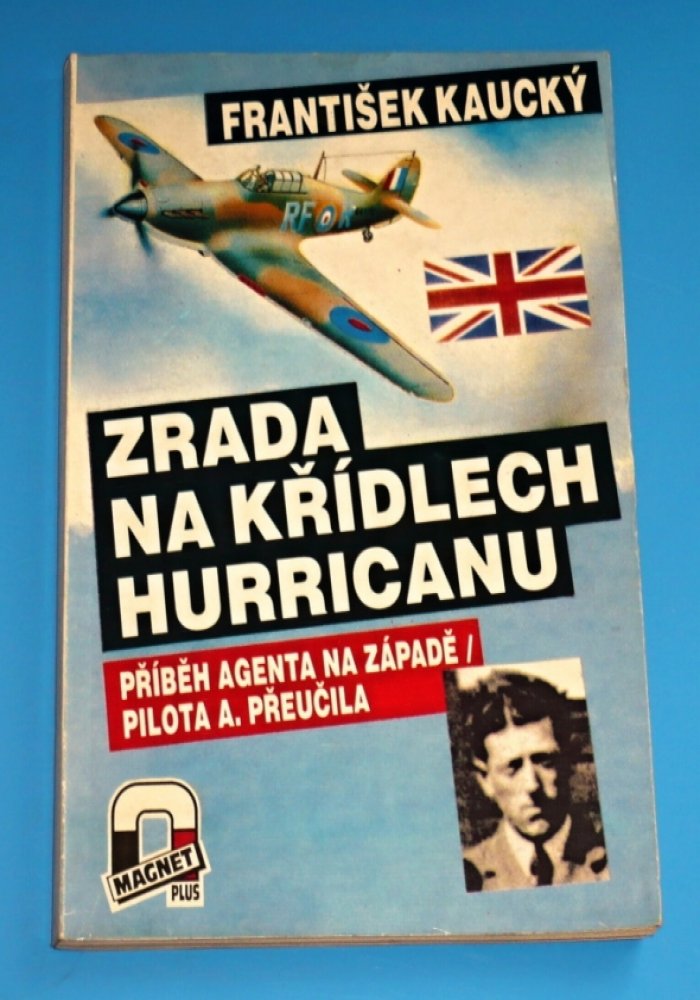 FRANTIŠEK KAUCKÝ
RF K
ZRADA
NA KŘÍDLECH
HURRICANU
PŘÍBĚH AGENTA NA ZÁPADĚ /
PILOTA A. PŘEUČILA
MAGNET
PLUS